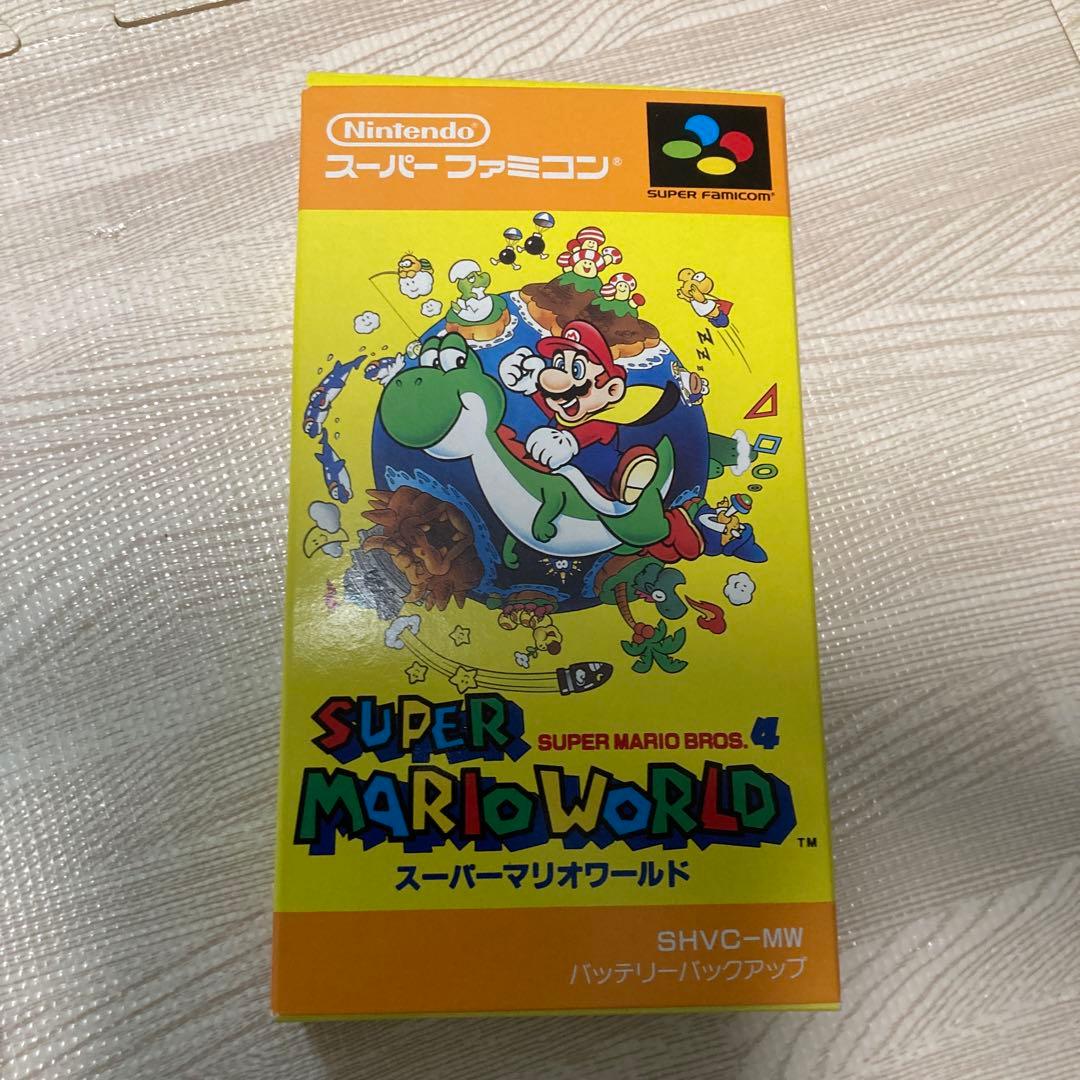 Nintendo®
スーパーファミコン®
SUPER FAMICOM®
Z
Z
Z
SUPER
SUPER MARIO BROS. 4
MARIO WORLD™
スーパーマリオワールド
SHVC-MW
バッテリーバックアップ